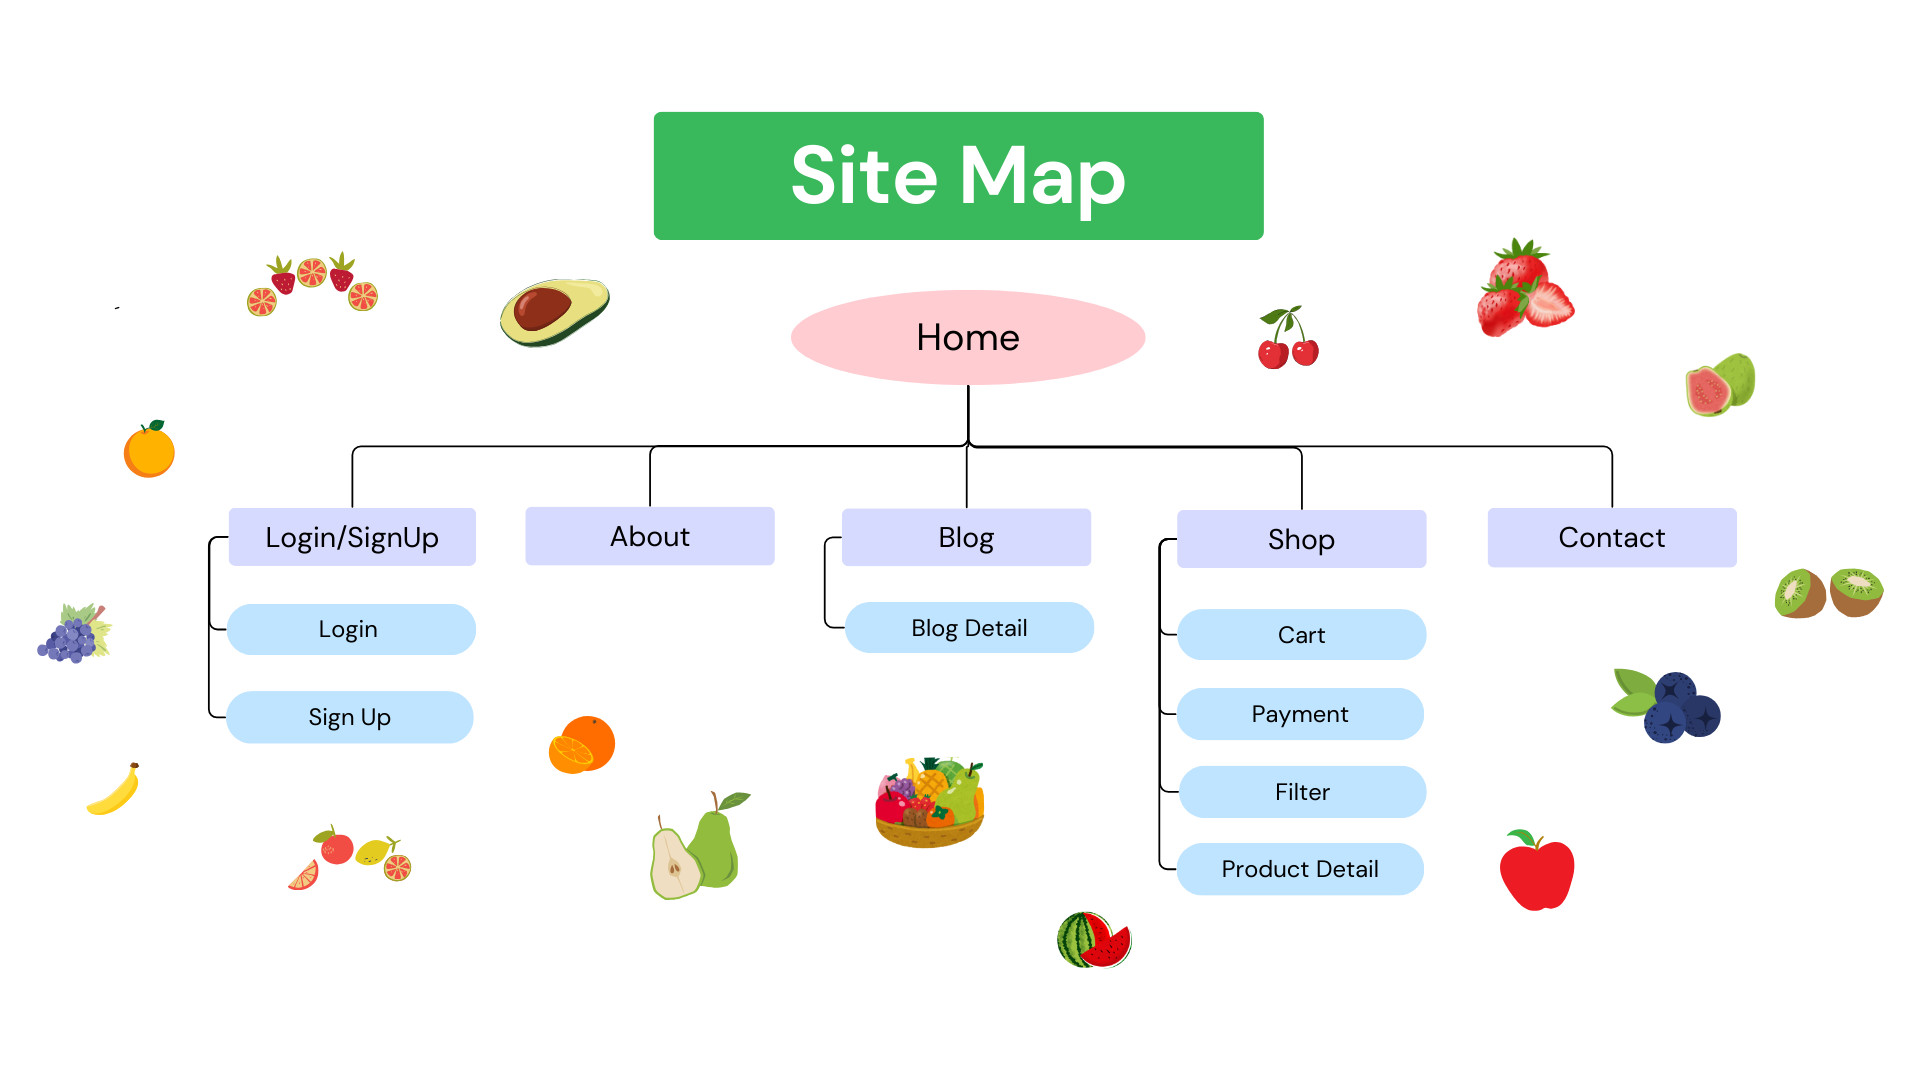 Site Map
Home
Login/SignUp
About
Blog
Shop
Contact
Login
Sign Up
Blog Detail
Cart
Payment
Filter
Product Detail